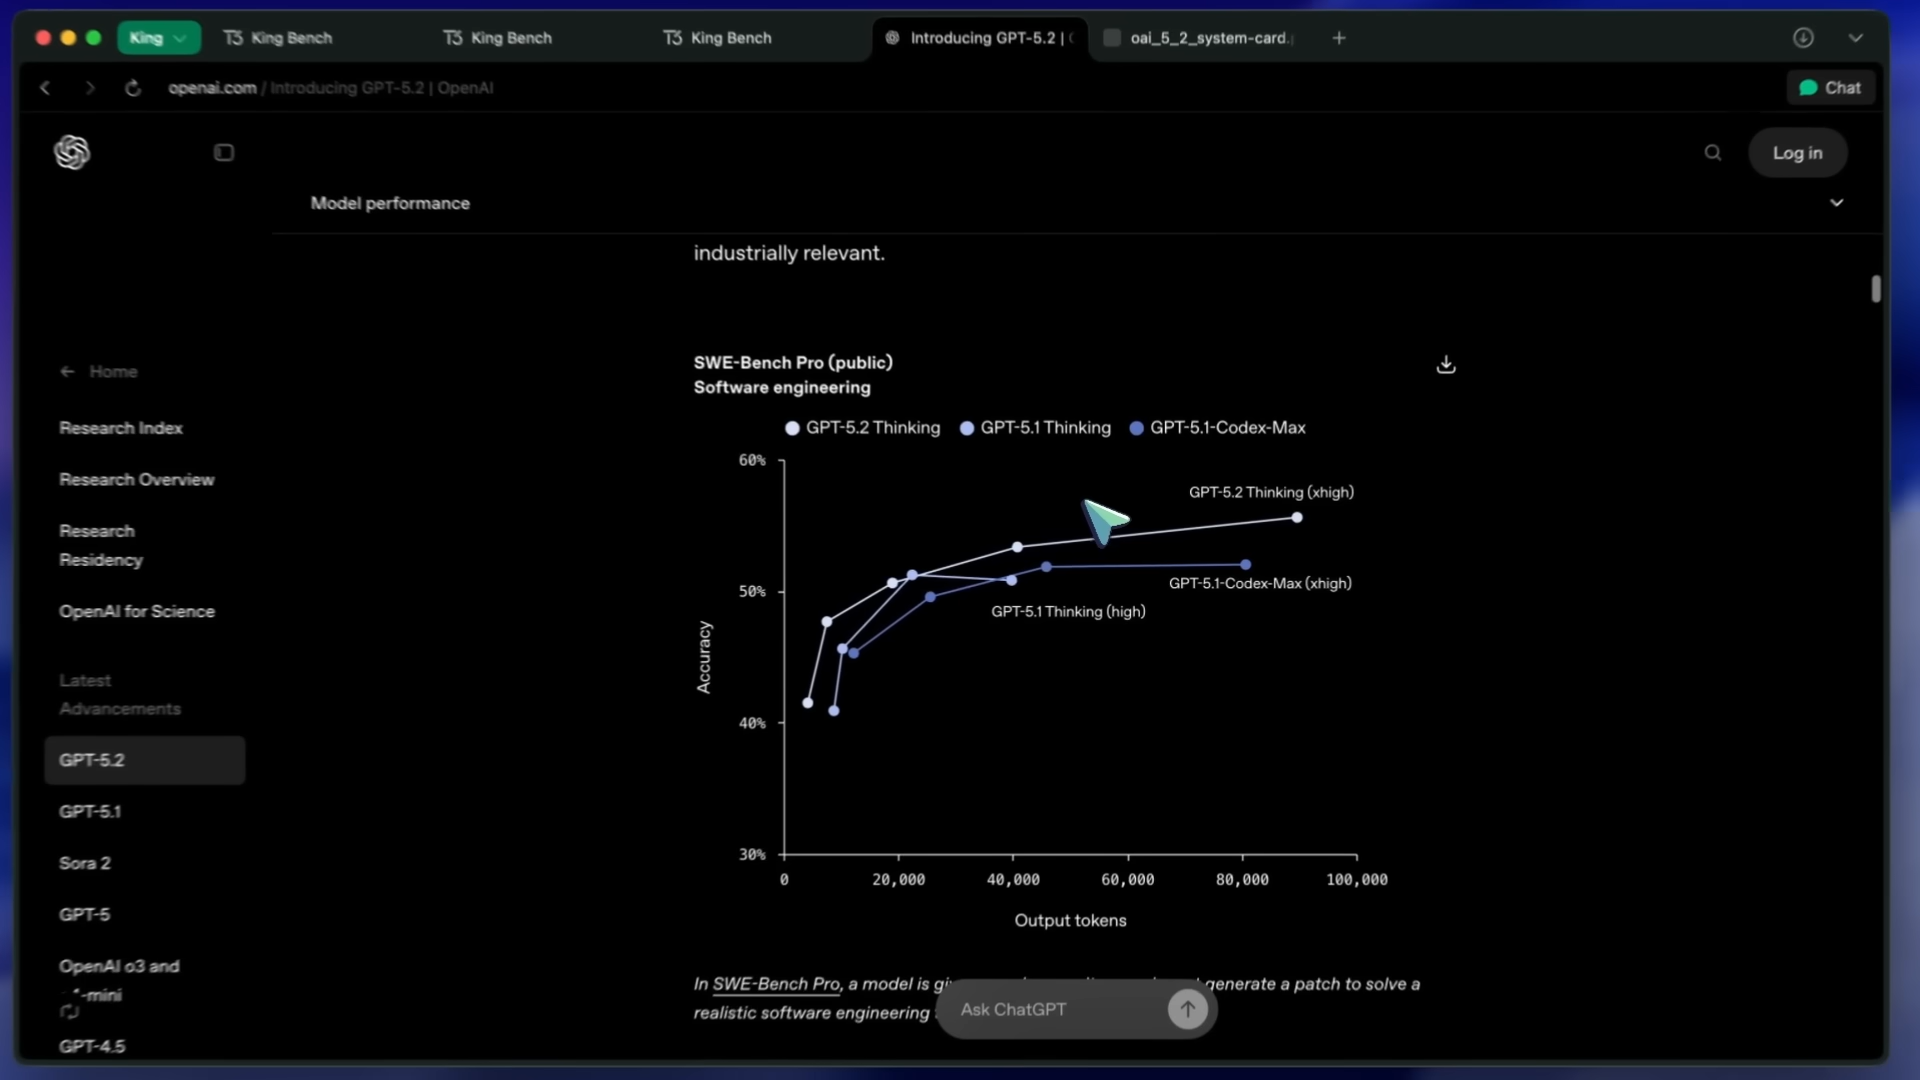 King
T3 King Bench
T3 King Bench
T3 King Bench
Introducing GPT-5.2 |
oai_5_2_system-card.
openai.com / Introducing GPT-5.2 | OpenAI
Chat
Log in
Model performance
industrially relevant.
Home
Research Index
Research Overview
Research
Residency
OpenAI for Science
Latest
Advancements
GPT-5.2
GPT-5.1
Sora 2
GPT-5
OpenAI o3 and
-mini
GPT-4.5
SWE-Bench Pro (public)
Software engineering
GPT-5.2 Thinking
GPT-5.1 Thinking
GPT-5.1-Codex-Max
60%
50%
40%
30%
Accuracy
GPT-5.2 Thinking (xhigh)
GPT-5.1-Codex-Max (xhigh)
GPT-5.1 Thinking (high)
0
20,000
40,000
60,000
80,000
100,000
Output tokens
In SWE-Bench Pro, a model is generate a patch to solve a
realistic software engineering
Ask ChatGPT